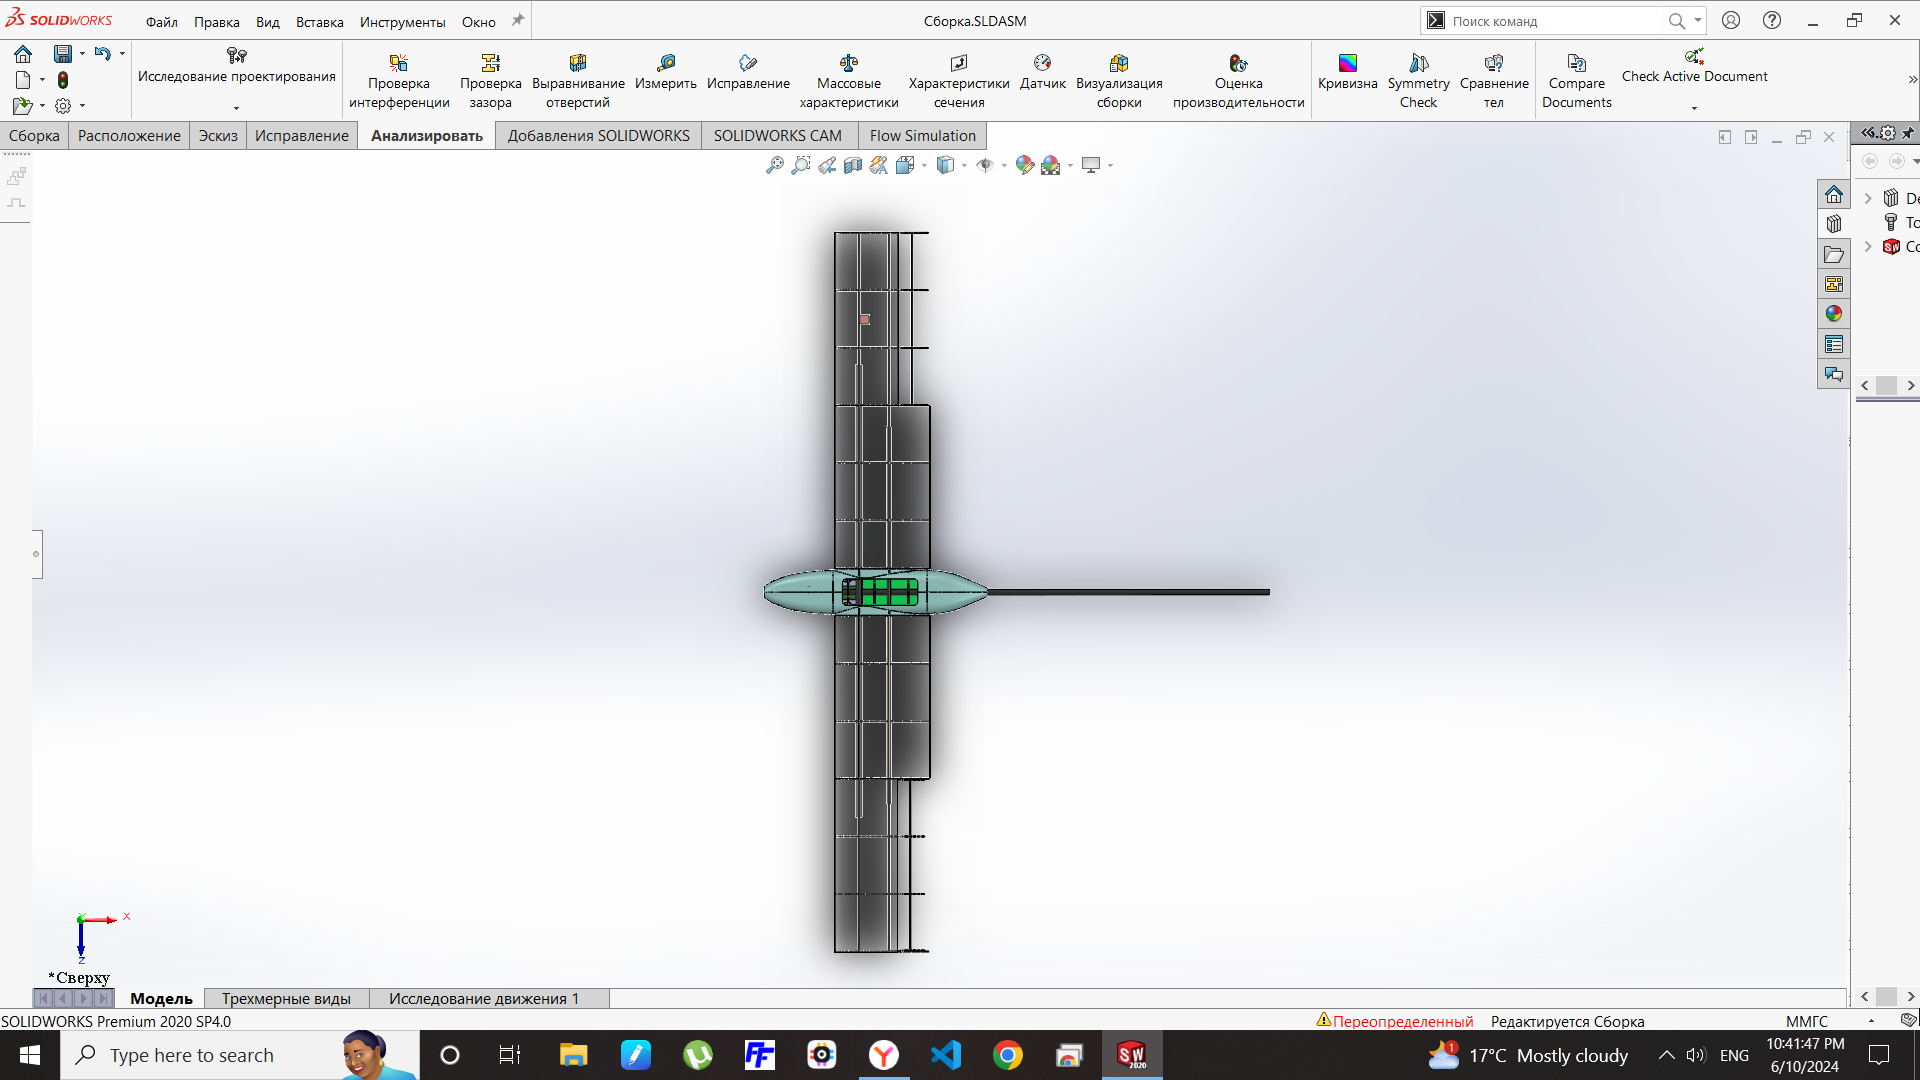 SOLIDWORKS Файл Правка Вид Вставка Инструменты Окно Сборка.SLDASM Поиск команд
Исследование проектирования
Проверка интерференции
Проверка зазора
Выравнивание отверстий
Измерить
Исправление
Массовые характеристики
Характеристики сечения
Датчик
Визуализация сборки
Оценка производительности
Кривизна
Symmetry Check
Сравнение тел
Compare Documents
Check Active Document
Сборка Расположение Эскиз Исправление Анализировать Добавления SOLIDWORKS SOLIDWORKS CAM Flow Simulation
De
To
Co
x
z
*Сверху
Модель Трехмерные виды Исследование движения 1
SOLIDWORKS Premium 2020 SP4.0 Переопределенный Редактируется Сборка ММГС
Type here to search
SW 2020
1
17°C Mostly cloudy
ENG
10:41:47 PM
6/10/2024